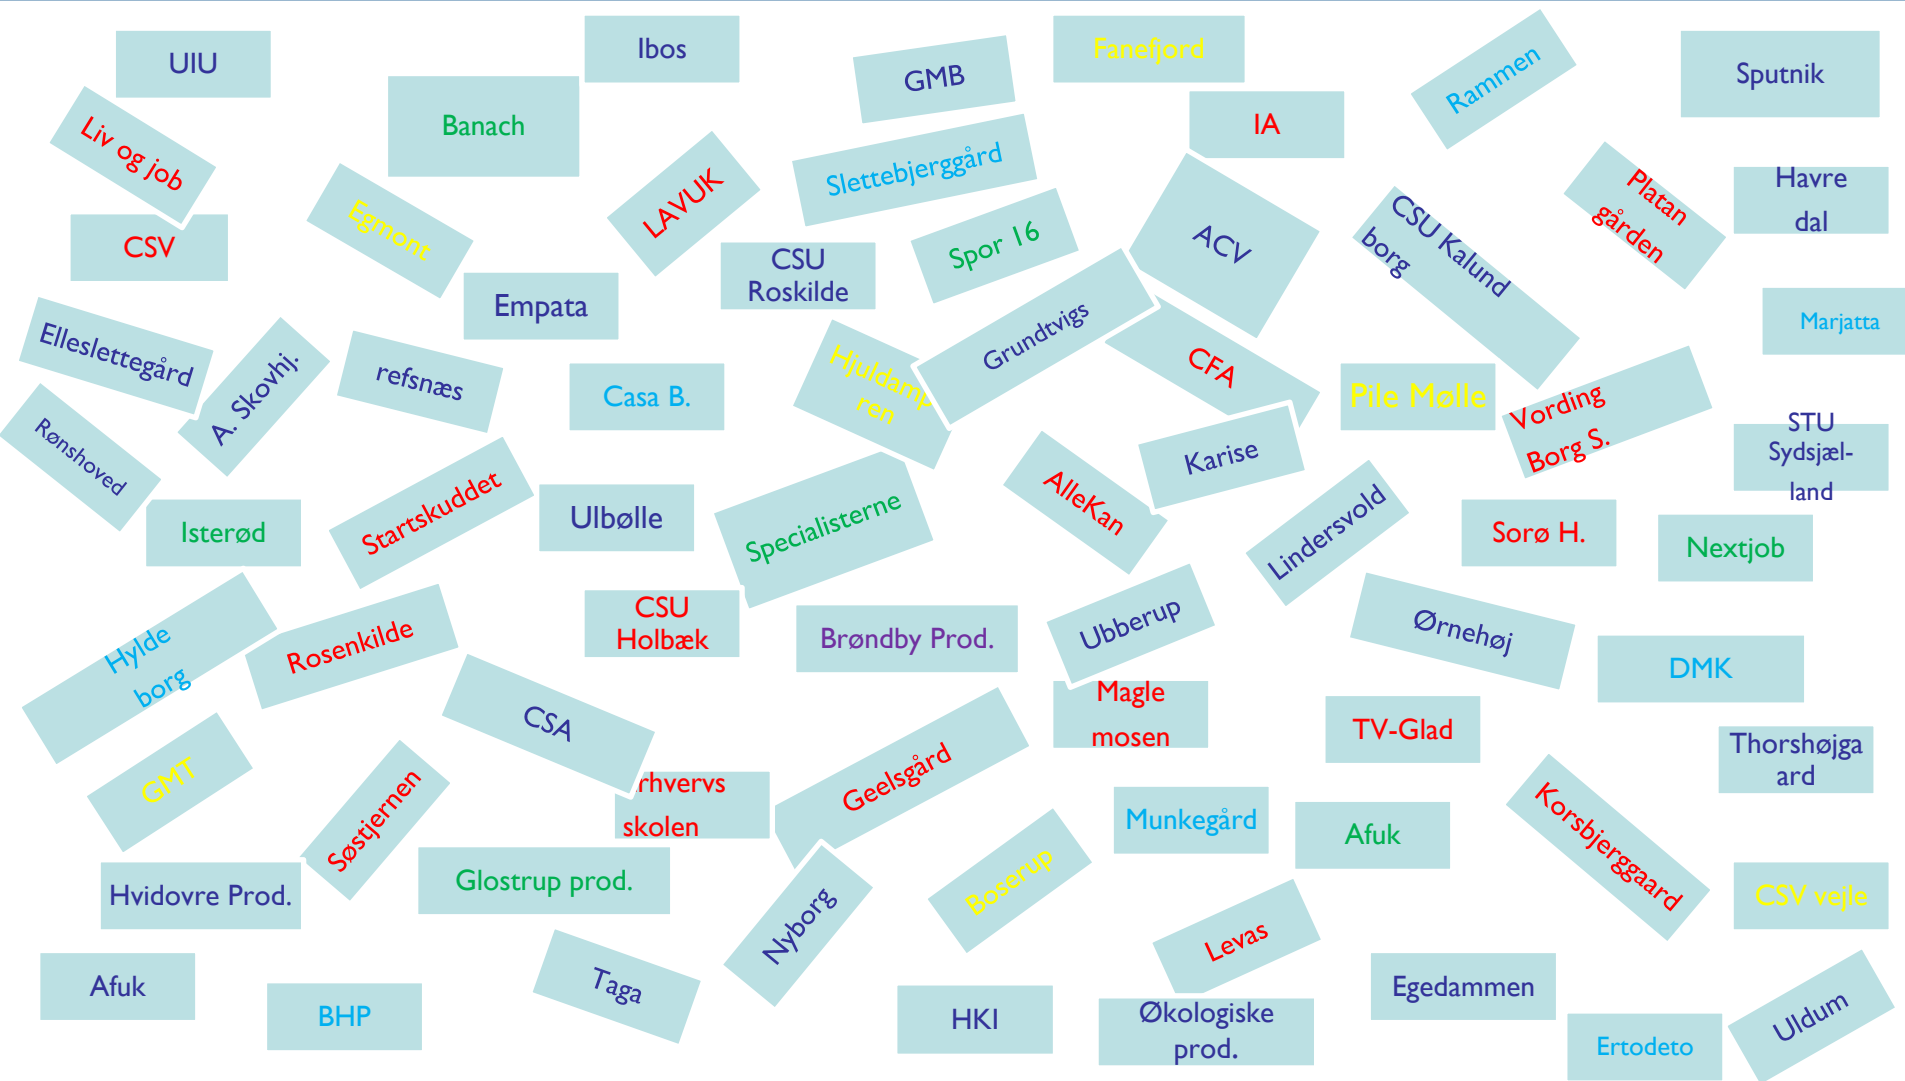 UIU
Ibos
GMB
Fanefjord
Rammen
Sputnik
Liv og job
Banach
IA
LAVUK
Slettebjerggård
Platan
gården
Havre
dal
CSV
Egmont
CSU
Roskilde
Spor 16
ACV
CSU Kalund
borg
Empata
Marjatta
Elleslettegård
A. Skovhj.
refsnæs
Casa B.
Hjuldamp
ren
Grundtvigs
CFA
Pile Mølle
Vording
Borg S.
STU
Sydsjæl-
land
Rønshoved
Isterød
Startskuddet
Ulbølle
Specialisterne
AlleKan
Karise
Lindersvold
Sorø H.
Nextjob
Hylde
borg
Rosenkilde
CSU
Holbæk
Brøndby Prod.
Ubberup
Ørnehøj
DMK
CSA
Magle
mosen
TV-Glad
Thorshøjga
ard
GMT
Søstjernen
rhvervs
skolen
Geelsgård
Munkegård
Afuk
Korsbjerggaard
Hvidovre Prod.
Glostrup prod.
Nyborg
Boserup
Levas
CSV vejle
Afuk
BHP
Taga
HKI
Økologiske
prod.
Egedammen
Ertodeto
Uldum